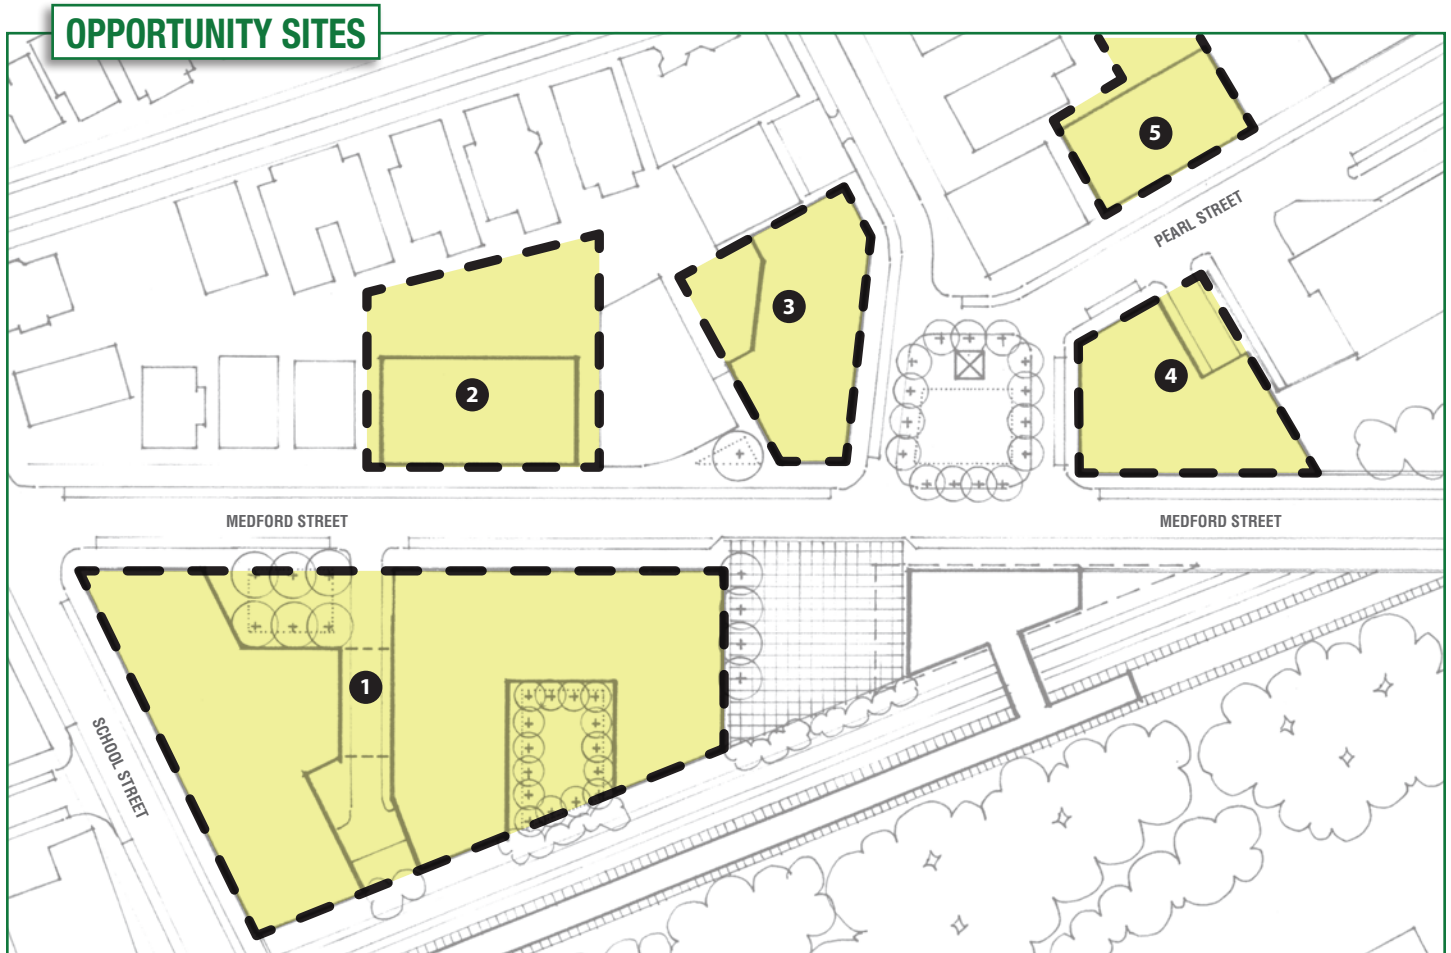 OPPORTUNITY SITES
5
PEARL STREET
3
4
2
MEDFORD STREET
MEDFORD STREET
1
SCHOOL STREET